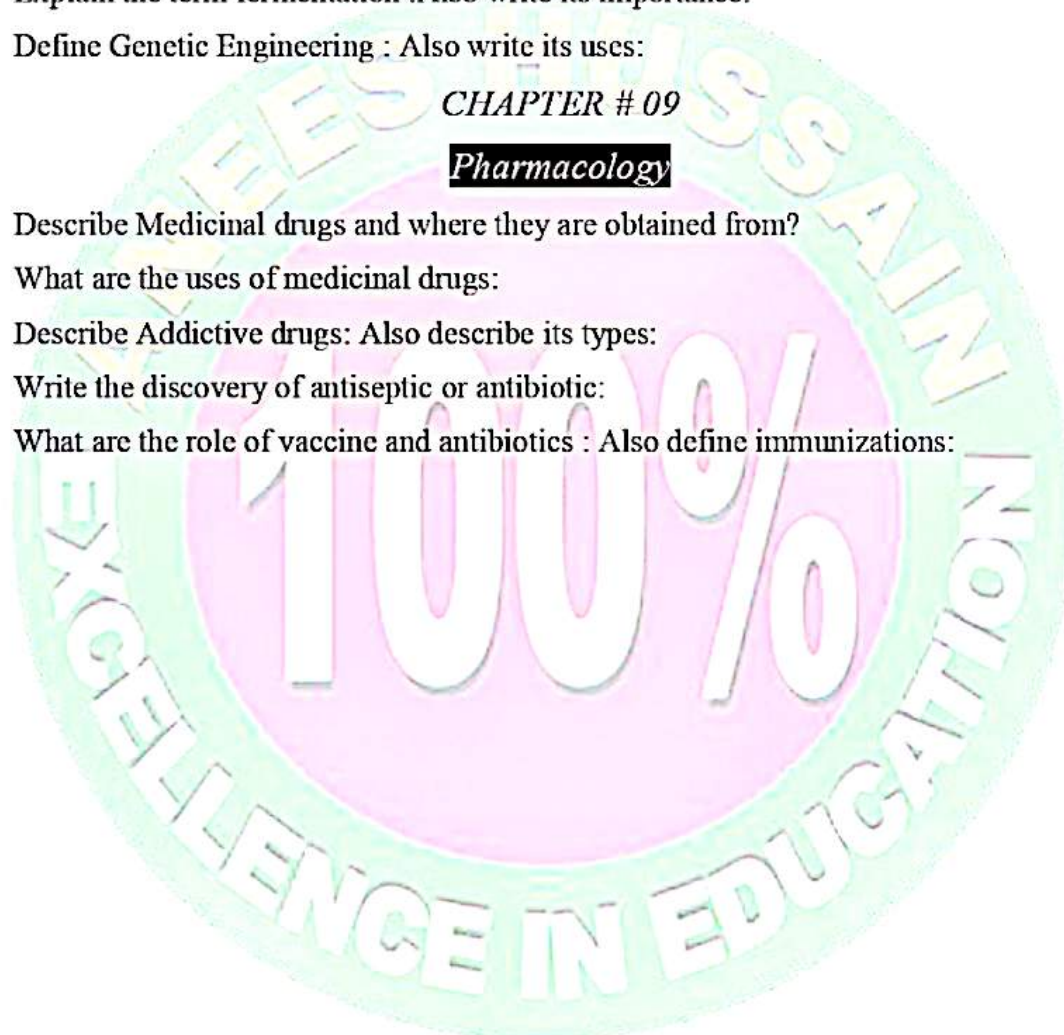 Define Genetic Engineering : Also write its uses:
CHAPTER # 09
Pharmacology
Describe Medicinal drugs and where they are obtained from?
What are the uses of medicinal drugs:
Describe Addictive drugs: Also describe its types:
Write the discovery of antiseptic or antibiotic:
What are the role of vaccine and antibiotics : Also define immunizations:
ANEES HUSSAIN
100%
EXCELLENCE IN EDUCATION